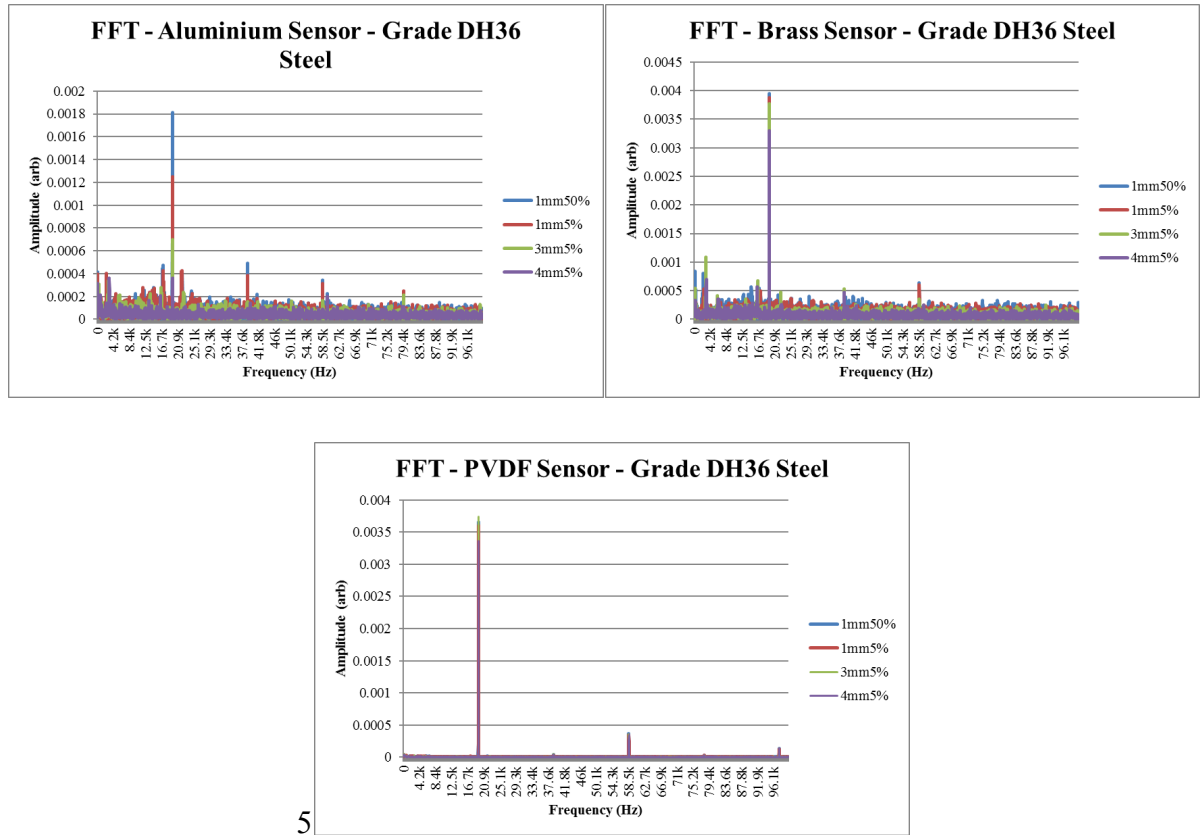 FFT - Aluminium Sensor - Grade DH36
Steel
0.002
0.0018
0.0016
0.0014
0.0012
0.001
0.0008
0.0006
0.0004
0.0002
0
Amplitude (arb)
0
4.2k
8.4k
12.5k
16.7k
20.9k
25.1k
29.3k
33.4k
37.6k
41.8k
46k
50.1k
54.3k
58.5k
62.7k
66.9k
71k
75.2k
79.4k
83.6k
87.8k
91.9k
96.1k
Frequency (Hz)
1mm50%
1mm5%
3mm5%
4mm5%
FFT - Brass Sensor - Grade DH36 Steel
0.0045
0.004
0.0035
0.003
0.0025
0.002
0.0015
0.001
0.0005
0
Amplitude (arb)
0
4.2k
8.4k
12.5k
16.7k
20.9k
25.1k
29.3k
33.4k
37.6k
41.8k
46k
50.1k
54.3k
58.5k
62.7k
66.9k
71k
75.2k
79.4k
83.6k
87.8k
91.9k
96.1k
Frequency (Hz)
1mm50%
1mm5%
3mm5%
4mm5%
FFT - PVDF Sensor - Grade DH36 Steel
0.004
0.0035
0.003
0.0025
0.002
0.0015
0.001
0.0005
0
Amplitude (arb)
0
4.2k
8.4k
12.5k
16.7k
20.9k
25.1k
29.3k
33.4k
37.6k
41.8k
46k
50.1k
54.3k
58.5k
62.7k
66.9k
71k
75.2k
79.4k
83.6k
87.8k
91.9k
96.1k
Frequency (Hz)
1mm50%
1mm5%
3mm5%
4mm5%
5